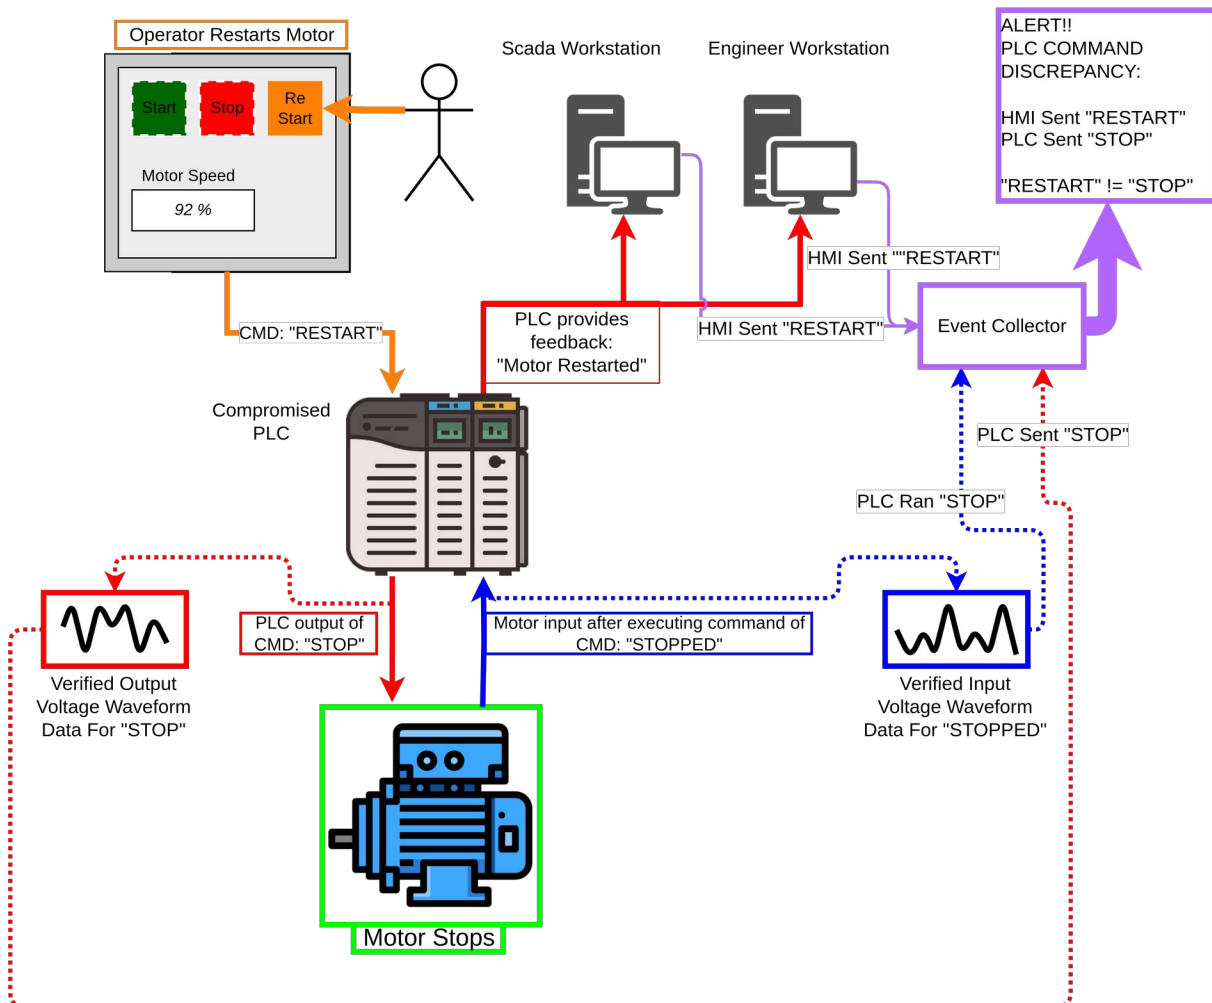 Operator Restarts Motor
Start
Stop
Re
Start
Motor Speed
92 %
Scada Workstation
Engineer Workstation
ALERT!!
PLC COMMAND
DISCREPANCY:
HMI Sent "RESTART"
PLC Sent "STOP"
"RESTART" != "STOP"
HMI Sent ""RESTART"
HMI Sent "RESTART"
Event Collector
CMD: "RESTART"
PLC provides
feedback:
"Motor Restarted"
Compromised
PLC
PLC Sent "STOP"
PLC Ran "STOP"
PLC output of
CMD: "STOP"
Motor input after executing command of
CMD: "STOPPED"
Verified Output
Voltage Waveform
Data For "STOP"
Verified Input
Voltage Waveform
Data For "STOPPED"
Motor Stops